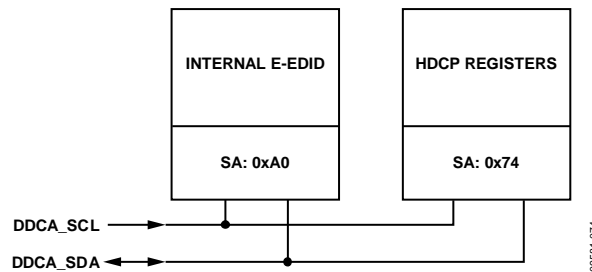 INTERNAL E-EDID
HDCP REGISTERS
SA: 0xA0
SA: 0x74
DDCA_SCL
DDCA_SDA